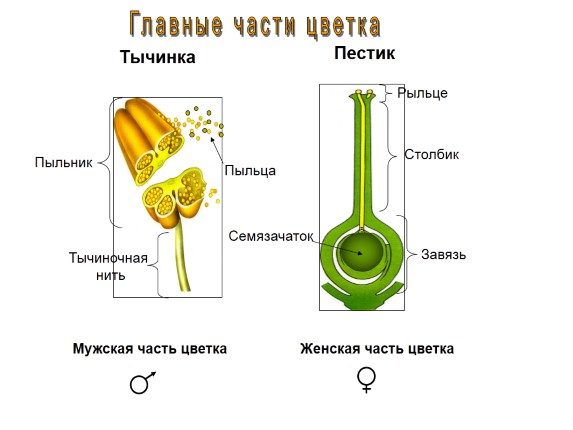 Главные части цветка
Тычинка
Пестик
Рыльце
Пыльник
Пыльца
Столбик
Семязачаток
Тычиночная
нить
Завязь
Мужская часть цветка
Женская часть цветка